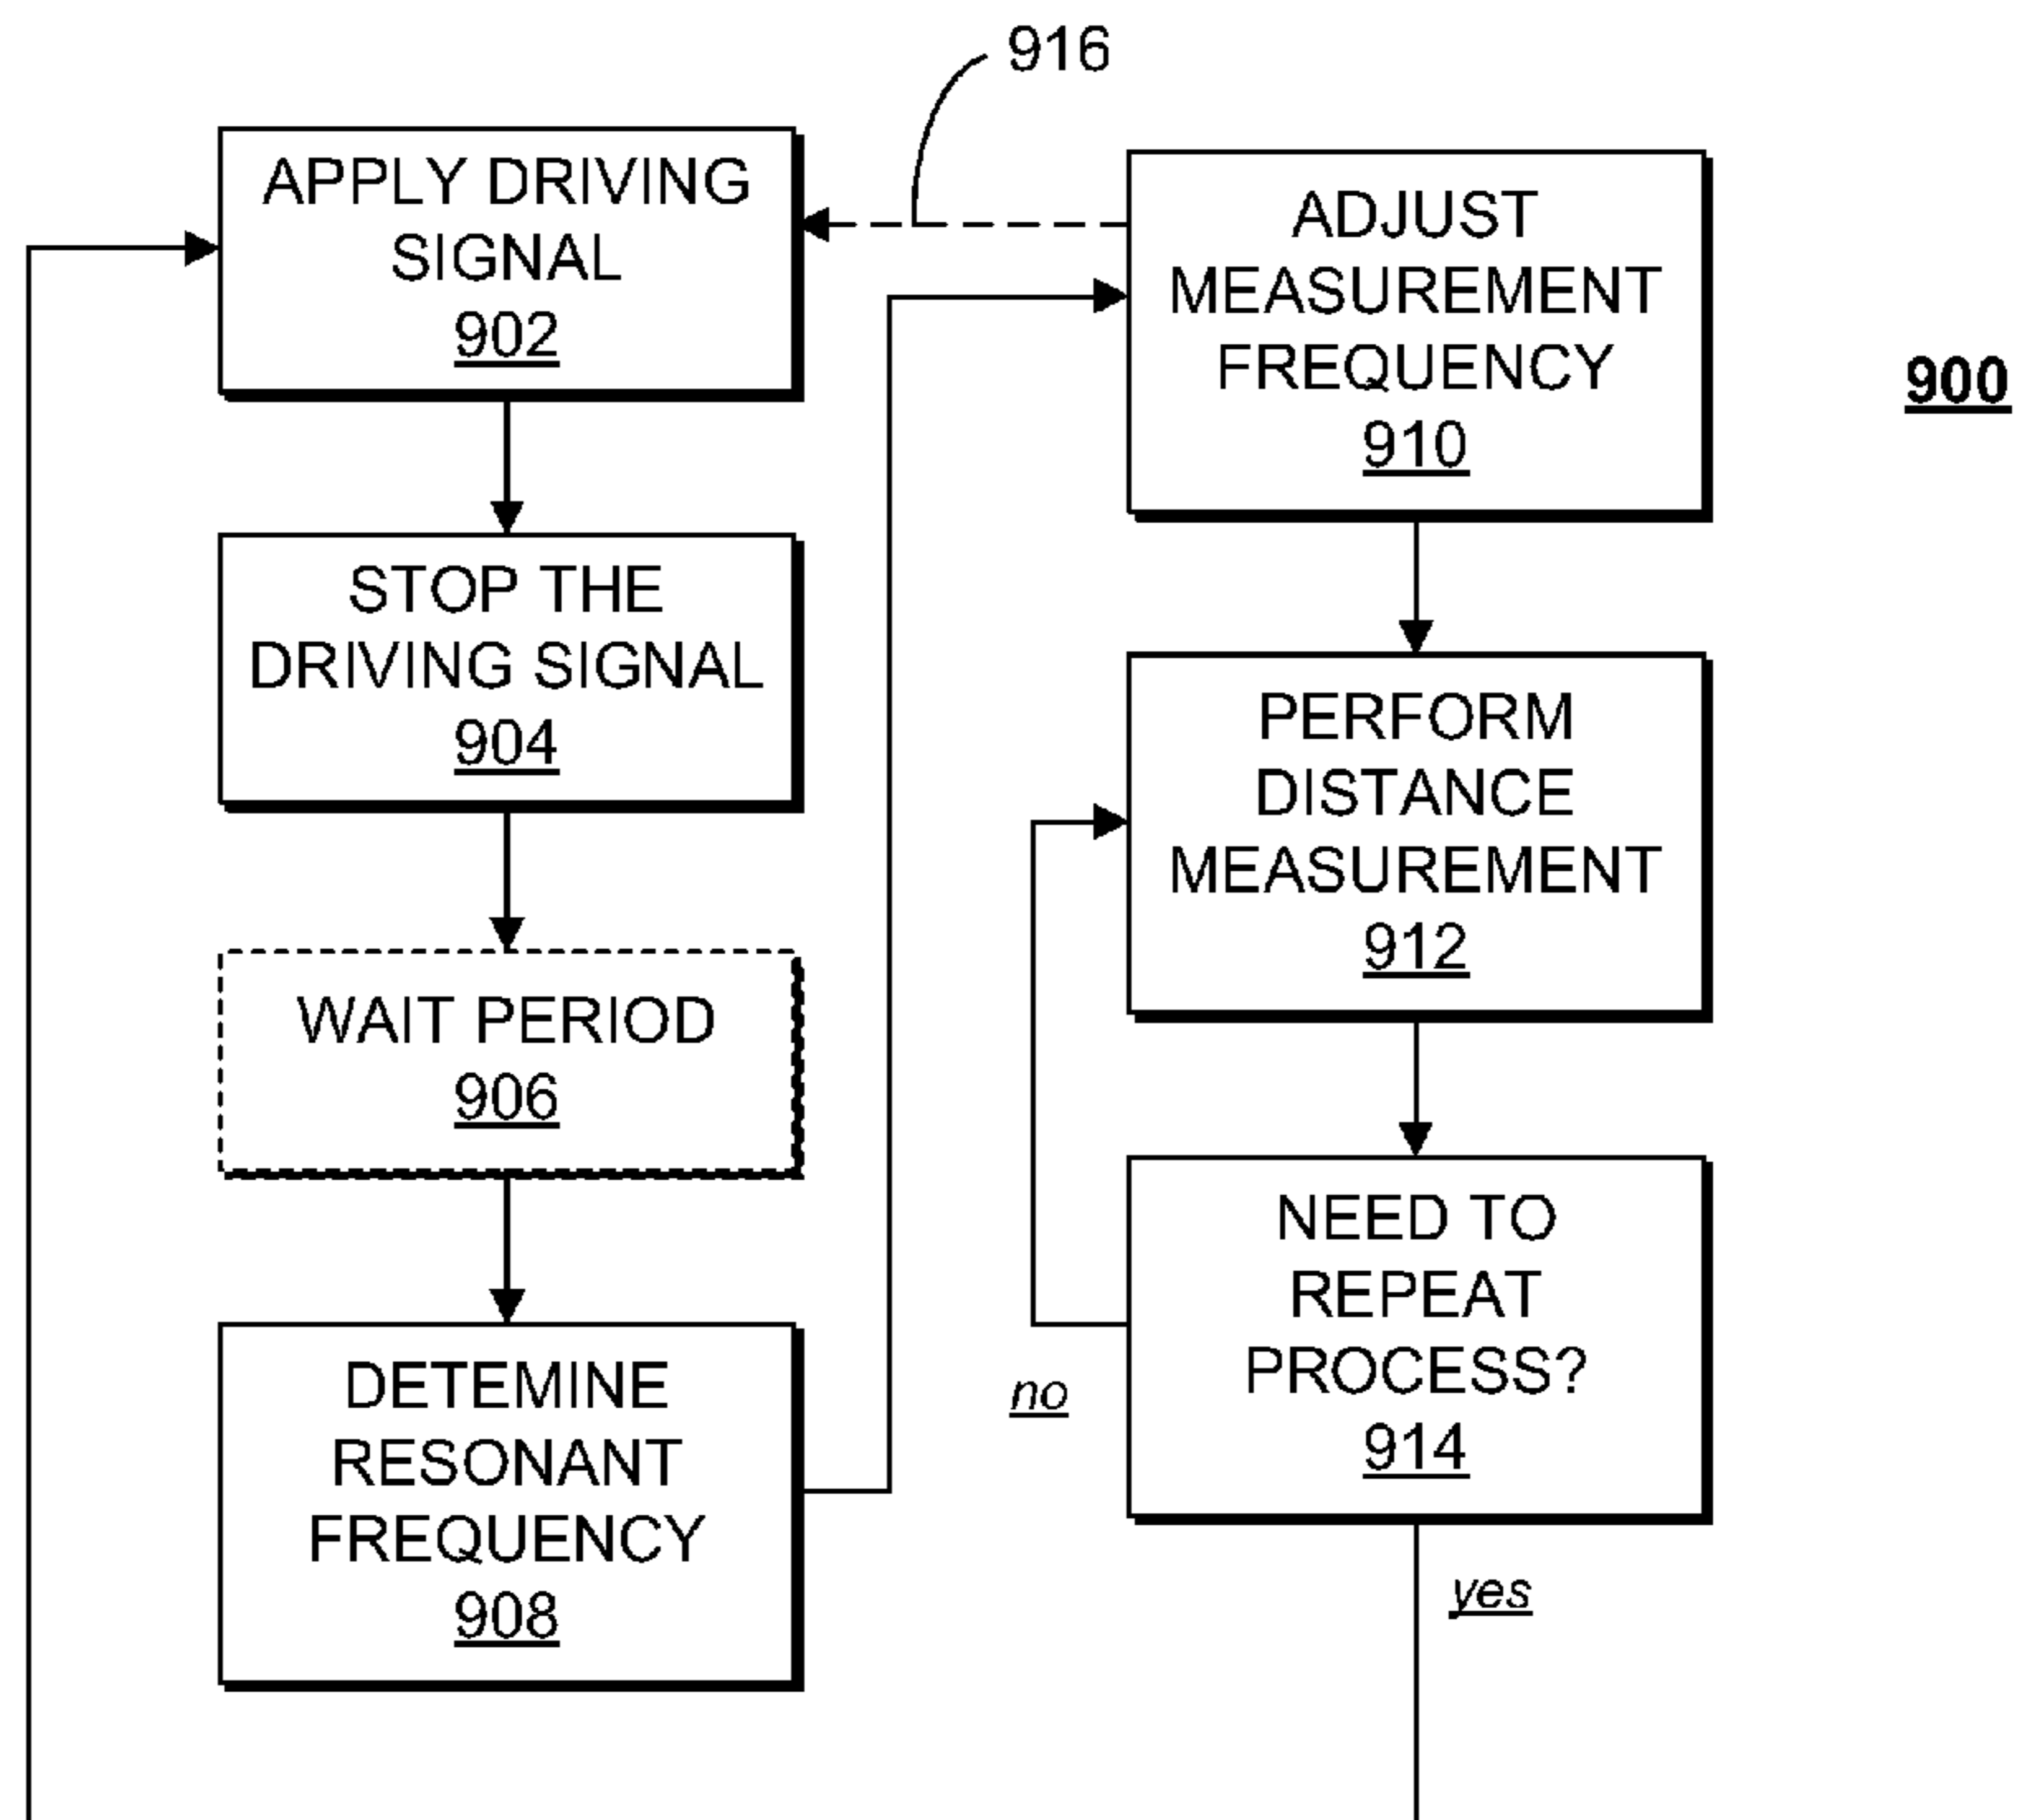 916
APPLY DRIVING
SIGNAL
902
STOP THE
DRIVING SIGNAL
904
WAIT PERIOD
906
DETEMINE
RESONANT
FREQUENCY
908
ADJUST
MEASUREMENT
FREQUENCY
910
900
PERFORM
DISTANCE
MEASUREMENT
912
NEED TO
REPEAT
PROCESS?
914
no
yes